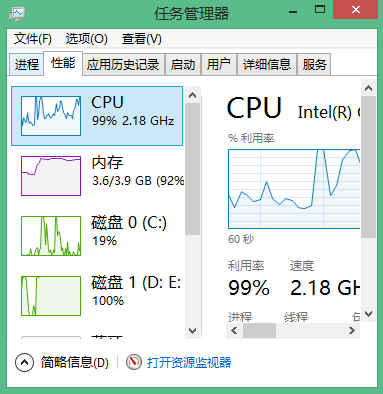 任务管理器
文件(F) 选项(O) 查看(V)
进程 性能 应用历史记录 启动 用户 详细信息 服务
CPU
99% 2.18 GHz
内存
3.6/3.9 GB (92%
磁盘 0 (C:)
19%
磁盘 1 (D: E:
100%
CPU Intel(R)
% 利用率
60 秒
利用率 速度
99% 2.18 GH
进程 线程
简略信息(D) 打开资源监视器